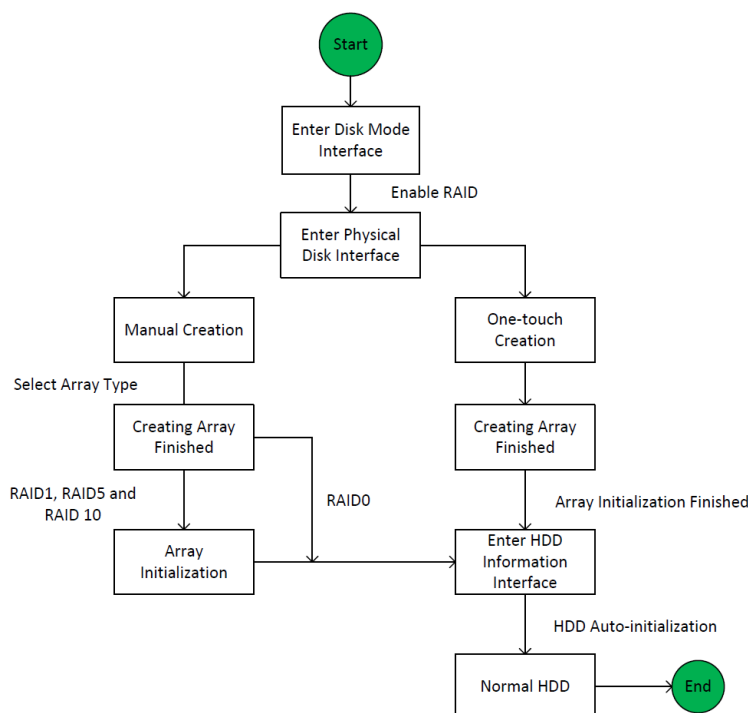 Start
Enter Disk Mode
Interface
Enable RAID
Enter Physical
Disk Interface
Manual Creation
One-touch
Creation
Select Array Type
Creating Array
Finished
Creating Array
Finished
RAID1, RAID5 and
RAID 10
RAID0
Array Initialization Finished
Array
Initialization
Enter HDD
Information
Interface
HDD Auto-initialization
Normal HDD
End